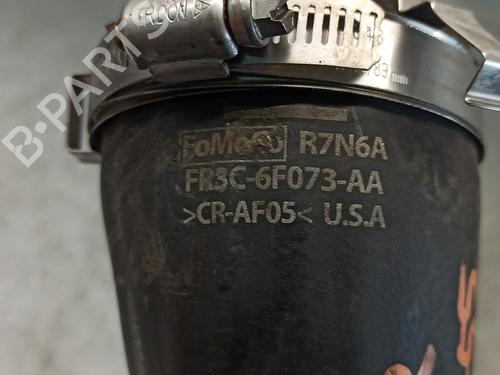 B-PARTS
FoMoCo R7N6A
FR3C-6F073-AA
>CR-AF05< U.S.A